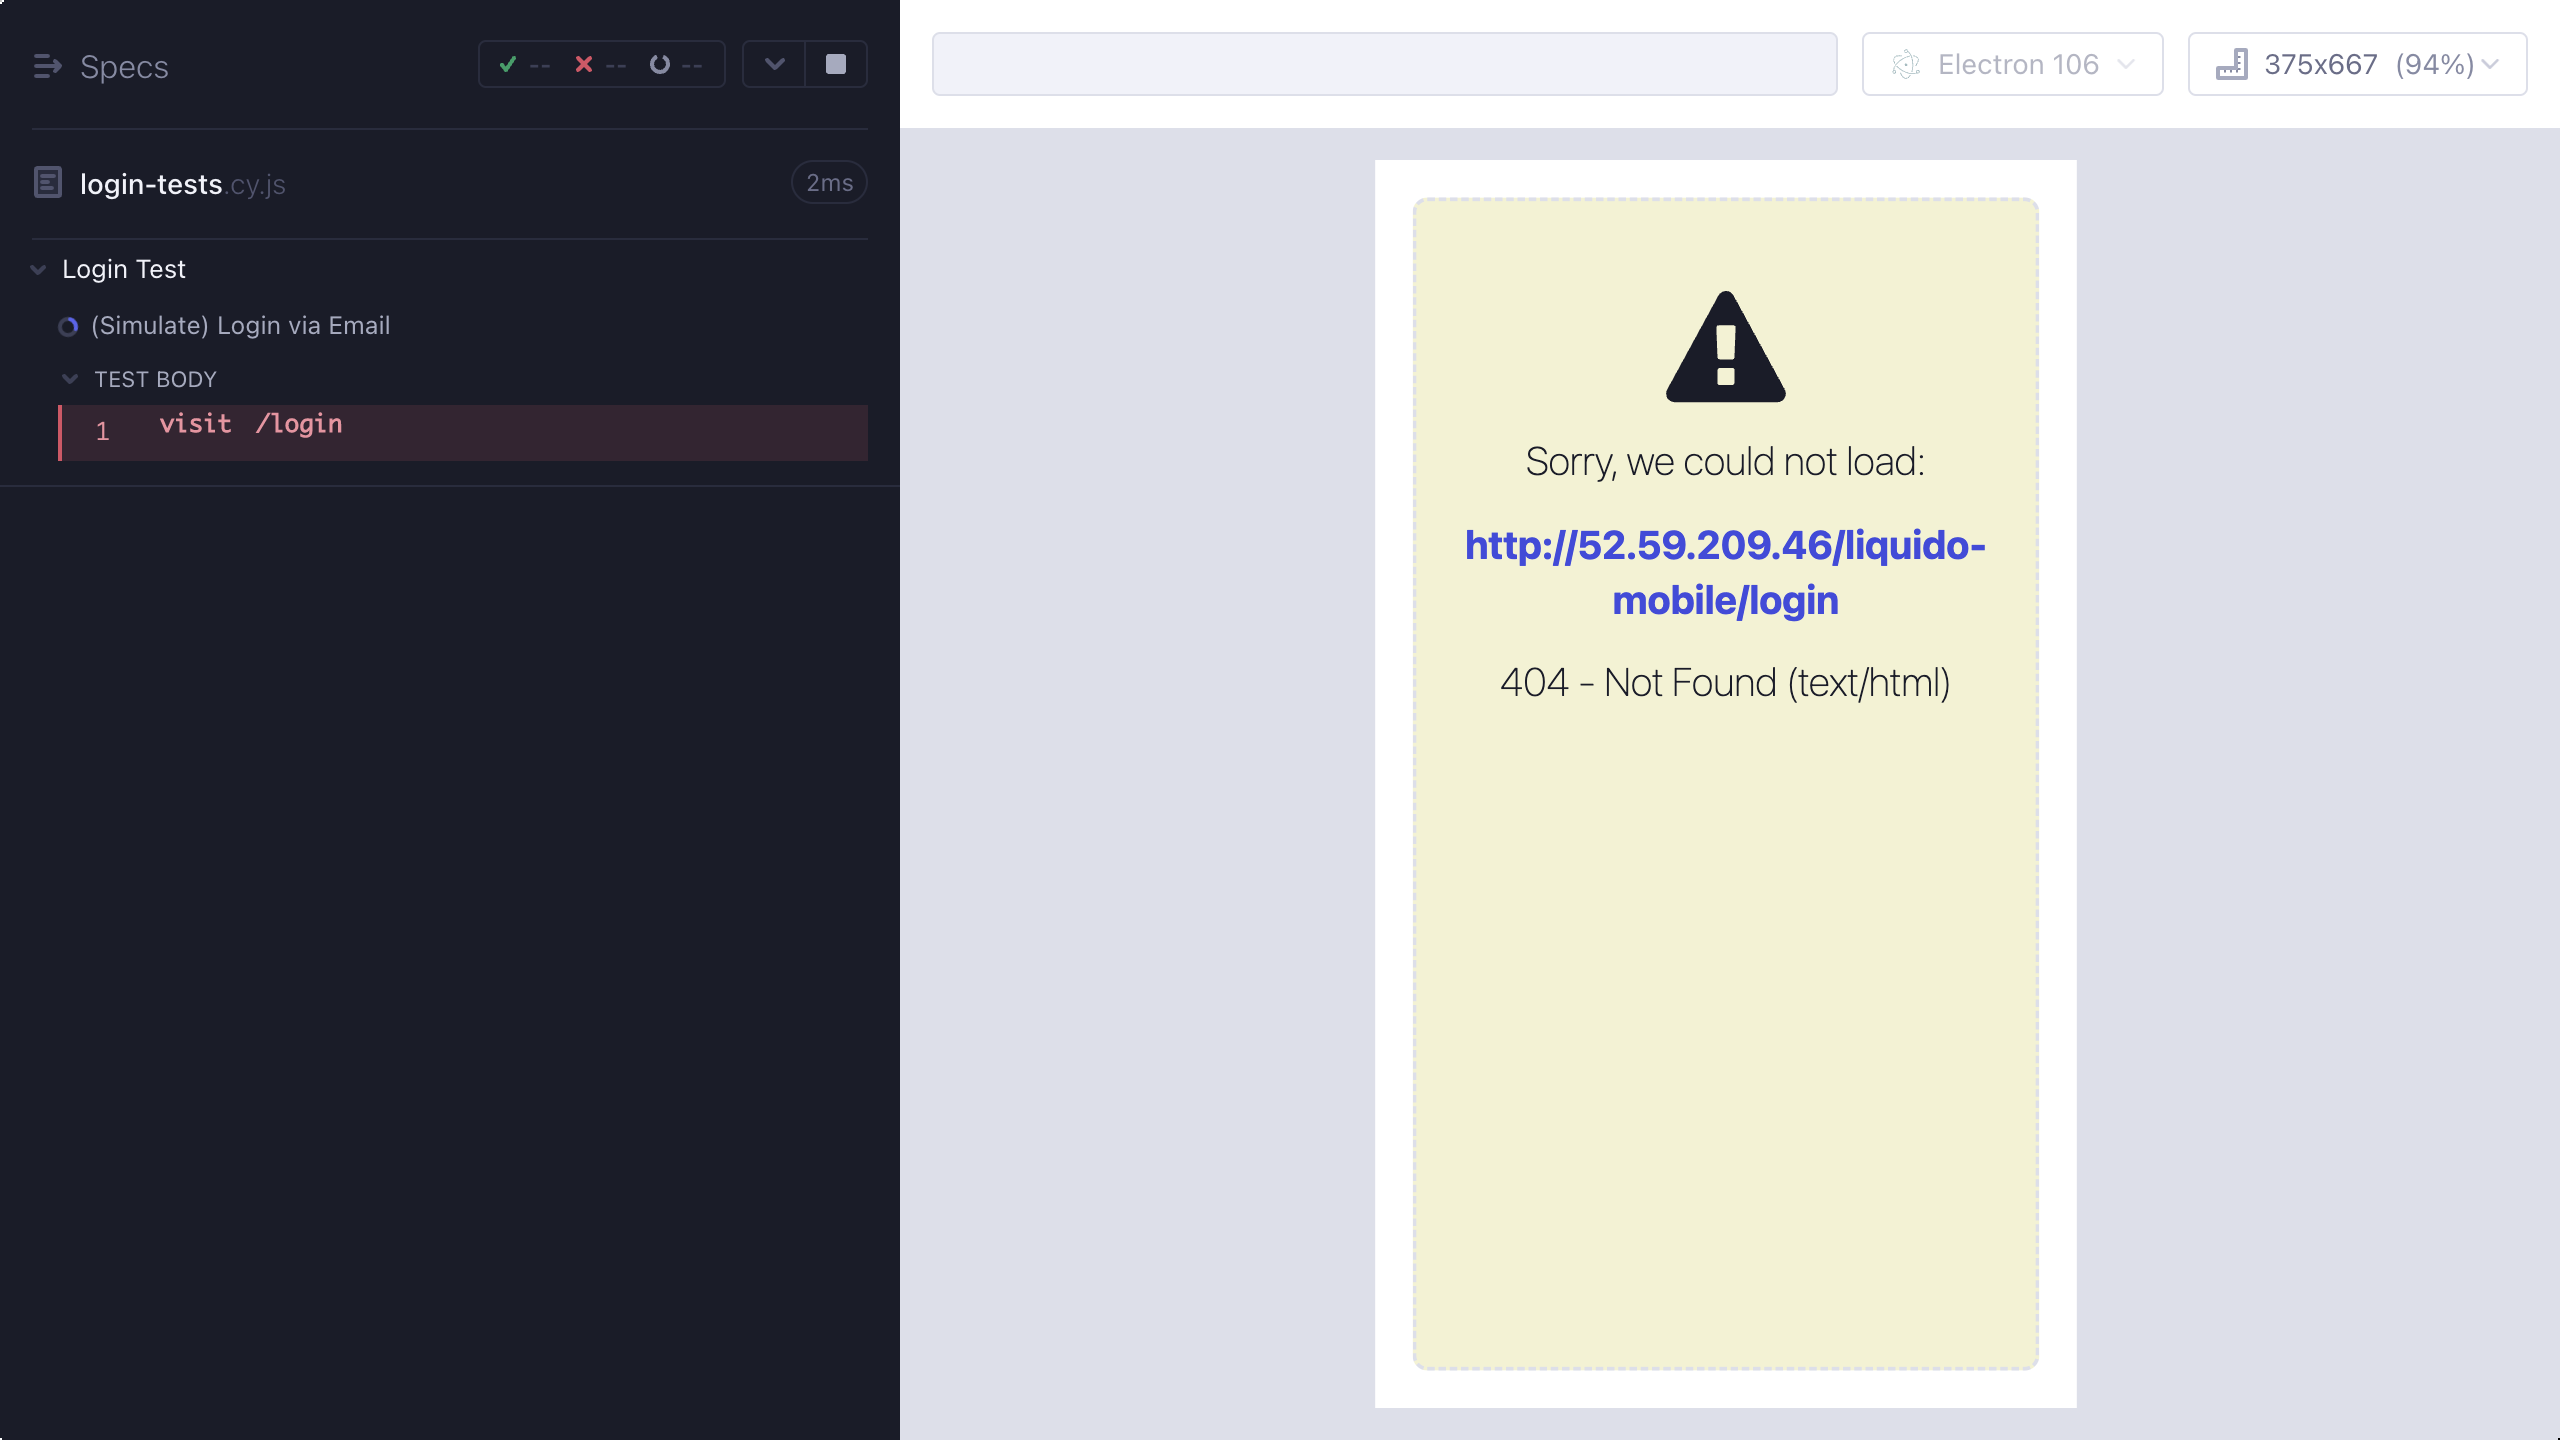 Specs
-- -- --
login-tests.cy.js
2ms
Login Test
(Simulate) Login via Email
TEST BODY
1 visit /login
Electron 106
375x667 (94%)
Sorry, we could not load:
http://52.59.209.46/liquido-
mobile/login
404 - Not Found (text/html)